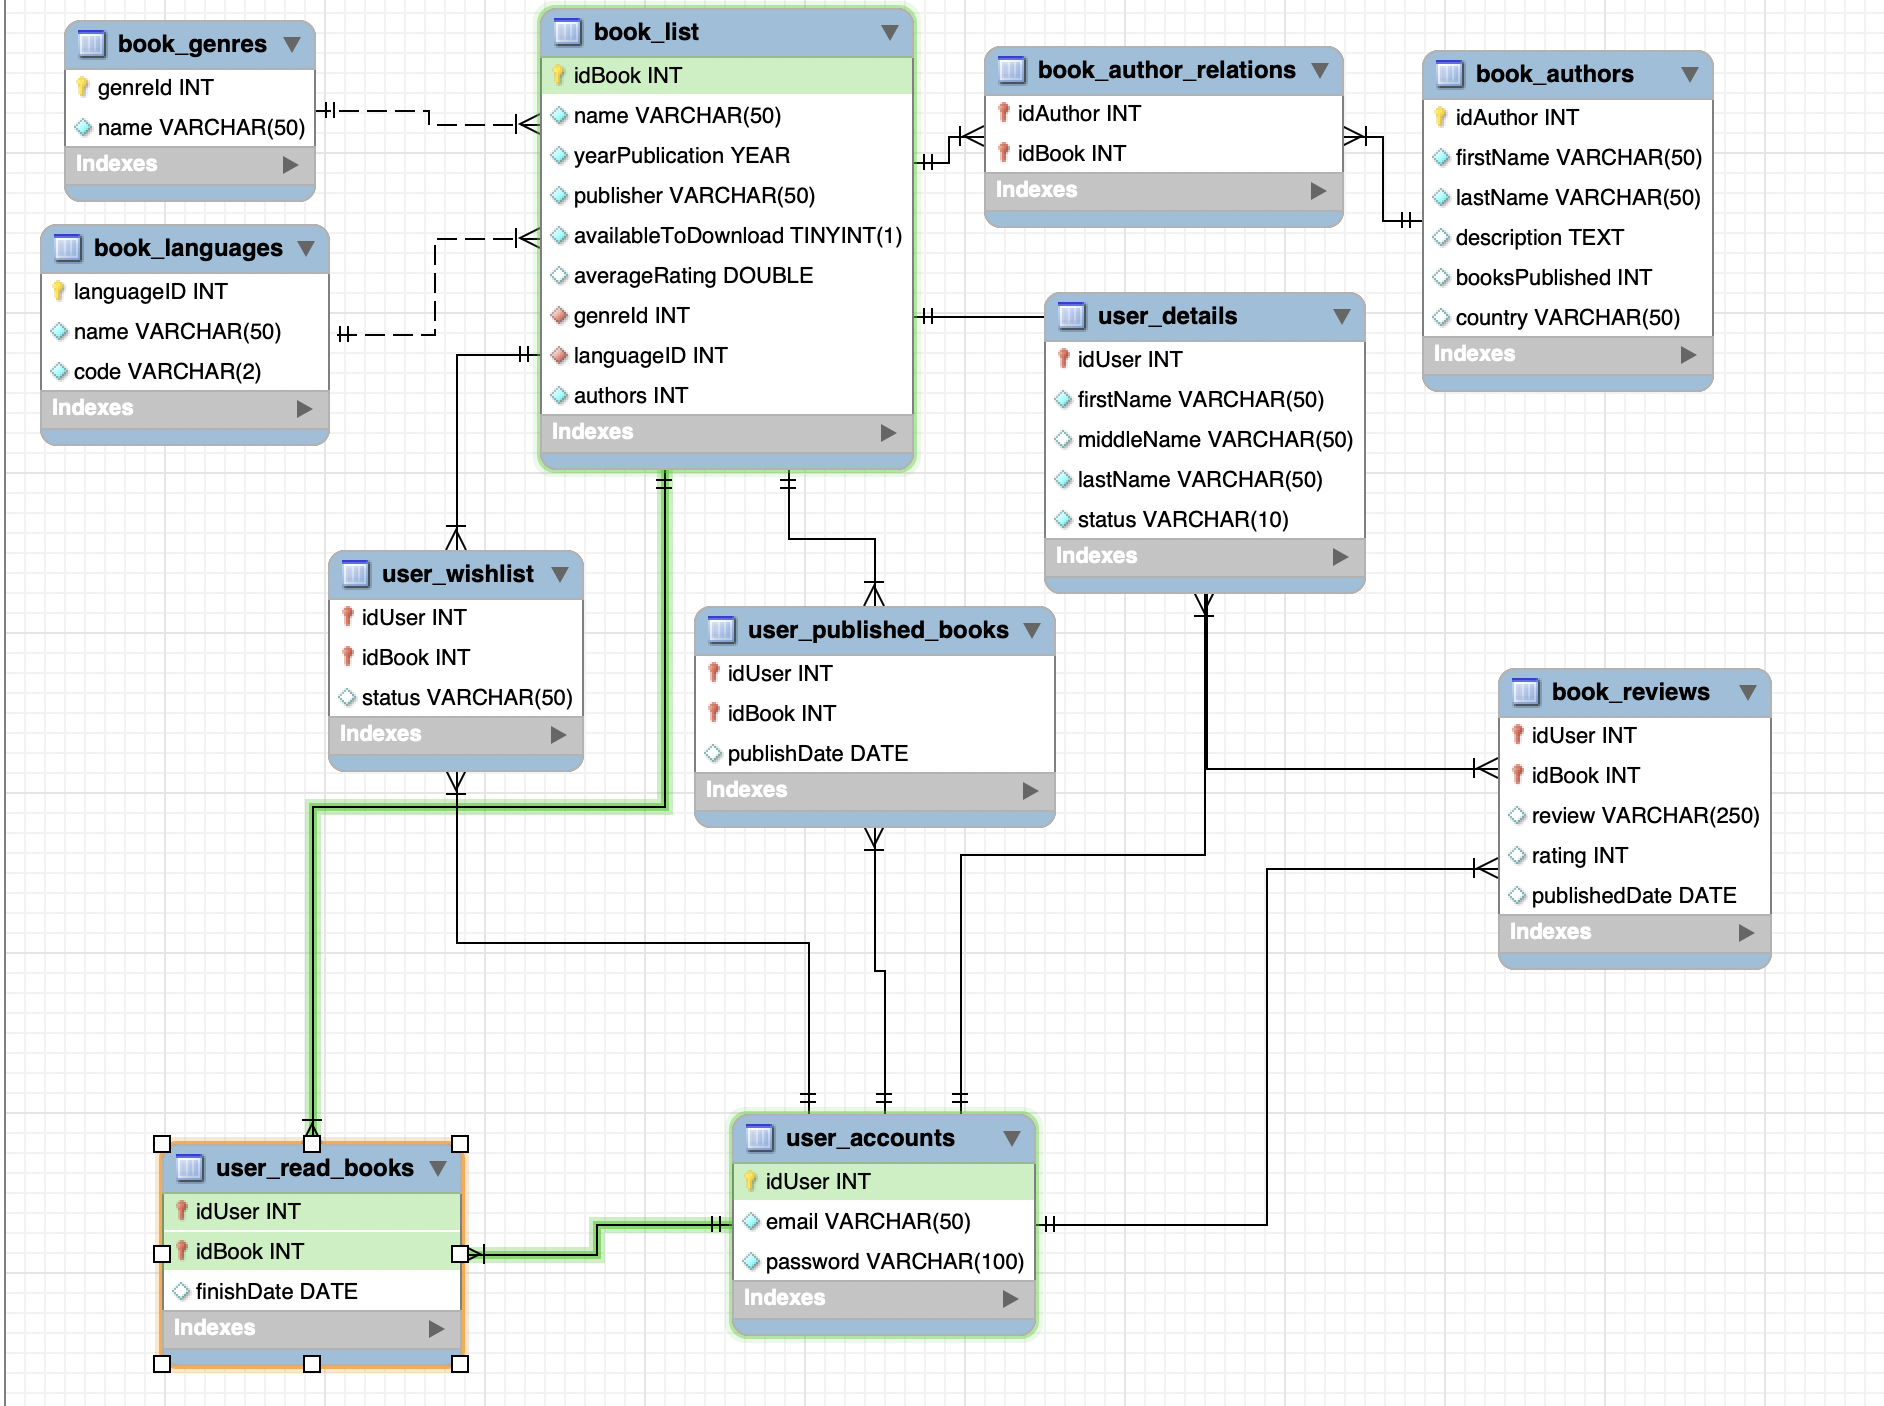 book_genres
genreId INT
name VARCHAR(50)
Indexes
book_languages
languageID INT
name VARCHAR(50)
code VARCHAR(2)
Indexes
book_list
idBook INT
name VARCHAR(50)
yearPublication YEAR
publisher VARCHAR(50)
availableToDownload TINYINT(1)
averageRating DOUBLE
genreId INT
languageID INT
authors INT
Indexes
book_author_relations
idAuthor INT
idBook INT
Indexes
book_authors
idAuthor INT
firstName VARCHAR(50)
lastName VARCHAR(50)
description TEXT
booksPublished INT
country VARCHAR(50)
Indexes
user_details
idUser INT
firstName VARCHAR(50)
middleName VARCHAR(50)
lastName VARCHAR(50)
status VARCHAR(10)
Indexes
user_wishlist
idUser INT
idBook INT
status VARCHAR(50)
Indexes
user_published_books
idUser INT
idBook INT
publishDate DATE
Indexes
book_reviews
idUser INT
idBook INT
review VARCHAR(250)
rating INT
publishedDate DATE
Indexes
user_read_books
idUser INT
idBook INT
finishDate DATE
Indexes
user_accounts
idUser INT
email VARCHAR(50)
password VARCHAR(100)
Indexes